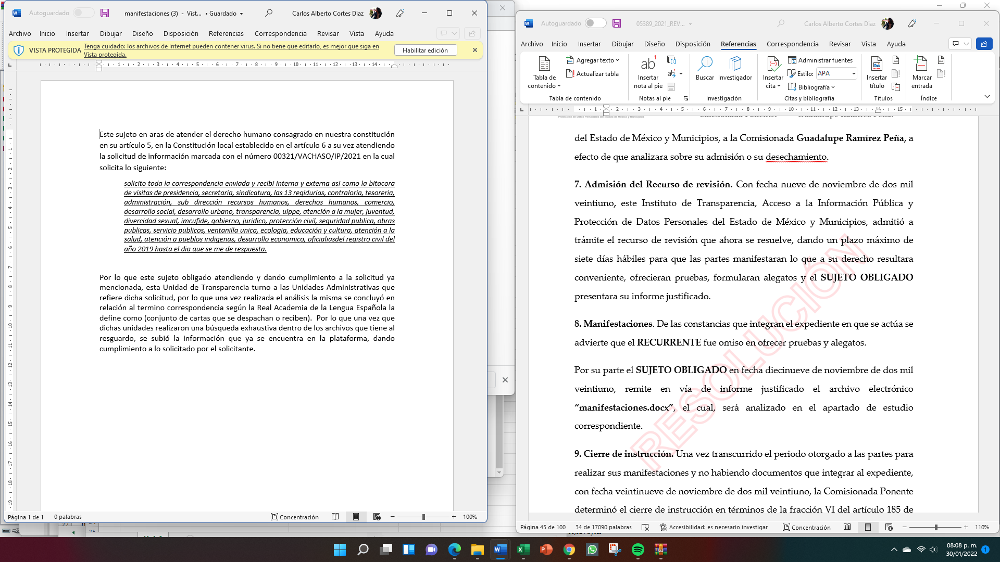 Autoguardado
manifestaciones (3) - Vist... • Guardado
Carlos Alberto Cortes Diaz
Archivo Inicio Insertar Dibujar Diseño Disposición Referencias Correspondencia Revisar Vista Ayuda
VISTA PROTEGIDA
Tenga cuidado: los archivos de Internet pueden contener virus. Si no tiene que editarlo, es mejor que siga en
Vista protegida.
Habilitar edición
Este sujeto en aras de atender el derecho humano consagrado en nuestra constitución
en su artículo 5, en la Constitución local establecido en el artículo 6 a su vez atendiendo
la solicitud de información marcada con el número 00321/VACHASO/IP/2021 en la cual
solicita lo siguiente:
solicito toda la correspondencia enviada y recibi interna y externa asi como la bitacora
de visitas de presidencia, secretaria, sindicatura, las 13 regidurias, contraloria, tesoreria,
administración, sub dirección recursos humanos, derechos humanos, comercio,
desarrollo social, desarrollo urbano, transparencia, uippe, atención a la mujer, juventud,
divercidad sexual, imcufide, gobierno, juridico, protección civil, seguridad publica, obras
publicas, servicio publicos, ventanilla unica, ecologia, educación y cultura, atención a la
salud, atención a pueblos indigenas, desarrollo economico, oficialiasdel registro civil del
año 2019 hasta el dia que se me de respuesta.
Por lo que este sujeto obligado atendiendo y dando cumplimiento a la solicitud ya
mencionada, esta Unidad de Transparencia turno a las Unidades Administrativas que
refiere dicha solicitud, por lo que una vez realizada el análisis la misma se concluyó en
relación al termino correspondencia según la Real Academia de la Lengua Española la
define como (conjunto de cartas que se despachan o reciben). Por lo que una vez que
dichas unidades realizaron una búsqueda exhaustiva dentro de los archivos que tiene al
resguardo, se subió la información que ya se encuentra en la plataforma, dando
cumplimiento a lo solicitado por el solicitante.
Página 1 de 1
0 palabras
Concentración
100%
Autoguardado
05389_2021_REV...
Carlos Alberto Cortes Diaz
Archivo Inicio Insertar Dibujar Diseño Disposición Referencias Correspondencia Revisar Vista Ayuda
Tabla de
contenido
Agregar texto
Actualizar tabla
Tabla de contenido
ab
Insertar
nota al pie
Notas al pie
Buscar
Investigador
Investigación
Insertar
cita
Administrar fuentes
Estilo: APA
Bibliografía
Citas y bibliografía
Insertar
título
Títulos
Marcar
entrada
Índice
del Estado de México y Municipios, a la Comisionada Guadalupe Ramírez Peña, a
efecto de que analizara sobre su admisión o su desechamiento.
7. Admisión del Recurso de revisión. Con fecha nueve de noviembre de dos mil
veintiuno, este Instituto de Transparencia, Acceso a la Información Pública y
Protección de Datos Personales del Estado de México y Municipios, admitió a
trámite el recurso de revisión que ahora se resuelve, dando un plazo máximo de
siete días hábiles para que las partes manifestaran lo que a su derecho resultara
conveniente, ofrecieran pruebas, formularan alegatos y el SUJETO OBLIGADO
presentara su informe justificado.
8. Manifestaciones. De las constancias que integran el expediente en que se actúa se
advierte que el RECURRENTE fue omiso en ofrecer pruebas y alegatos.
Por su parte el SUJETO OBLIGADO en fecha diecinueve de noviembre de dos mil
veintiuno, remite en vía de informe justificado el archivo electrónico
“manifestaciones.docx”, el cual, será analizado en el apartado de estudio
correspondiente.
9. Cierre de instrucción. Una vez transcurrido el periodo otorgado a las partes para
realizar sus manifestaciones y no habiendo documentos que integrar al expediente,
con fecha veintinueve de noviembre de dos mil veintiuno, la Comisionada Ponente
determinó el cierre de instrucción en términos de la fracción VI del artículo 185 de
RESOLUCIÓN
Página 45 de 100
34 de 17090 palabras
Accesibilidad: es necesario investigar
Concentración
110%
08:08 p. m.
30/01/2022
1